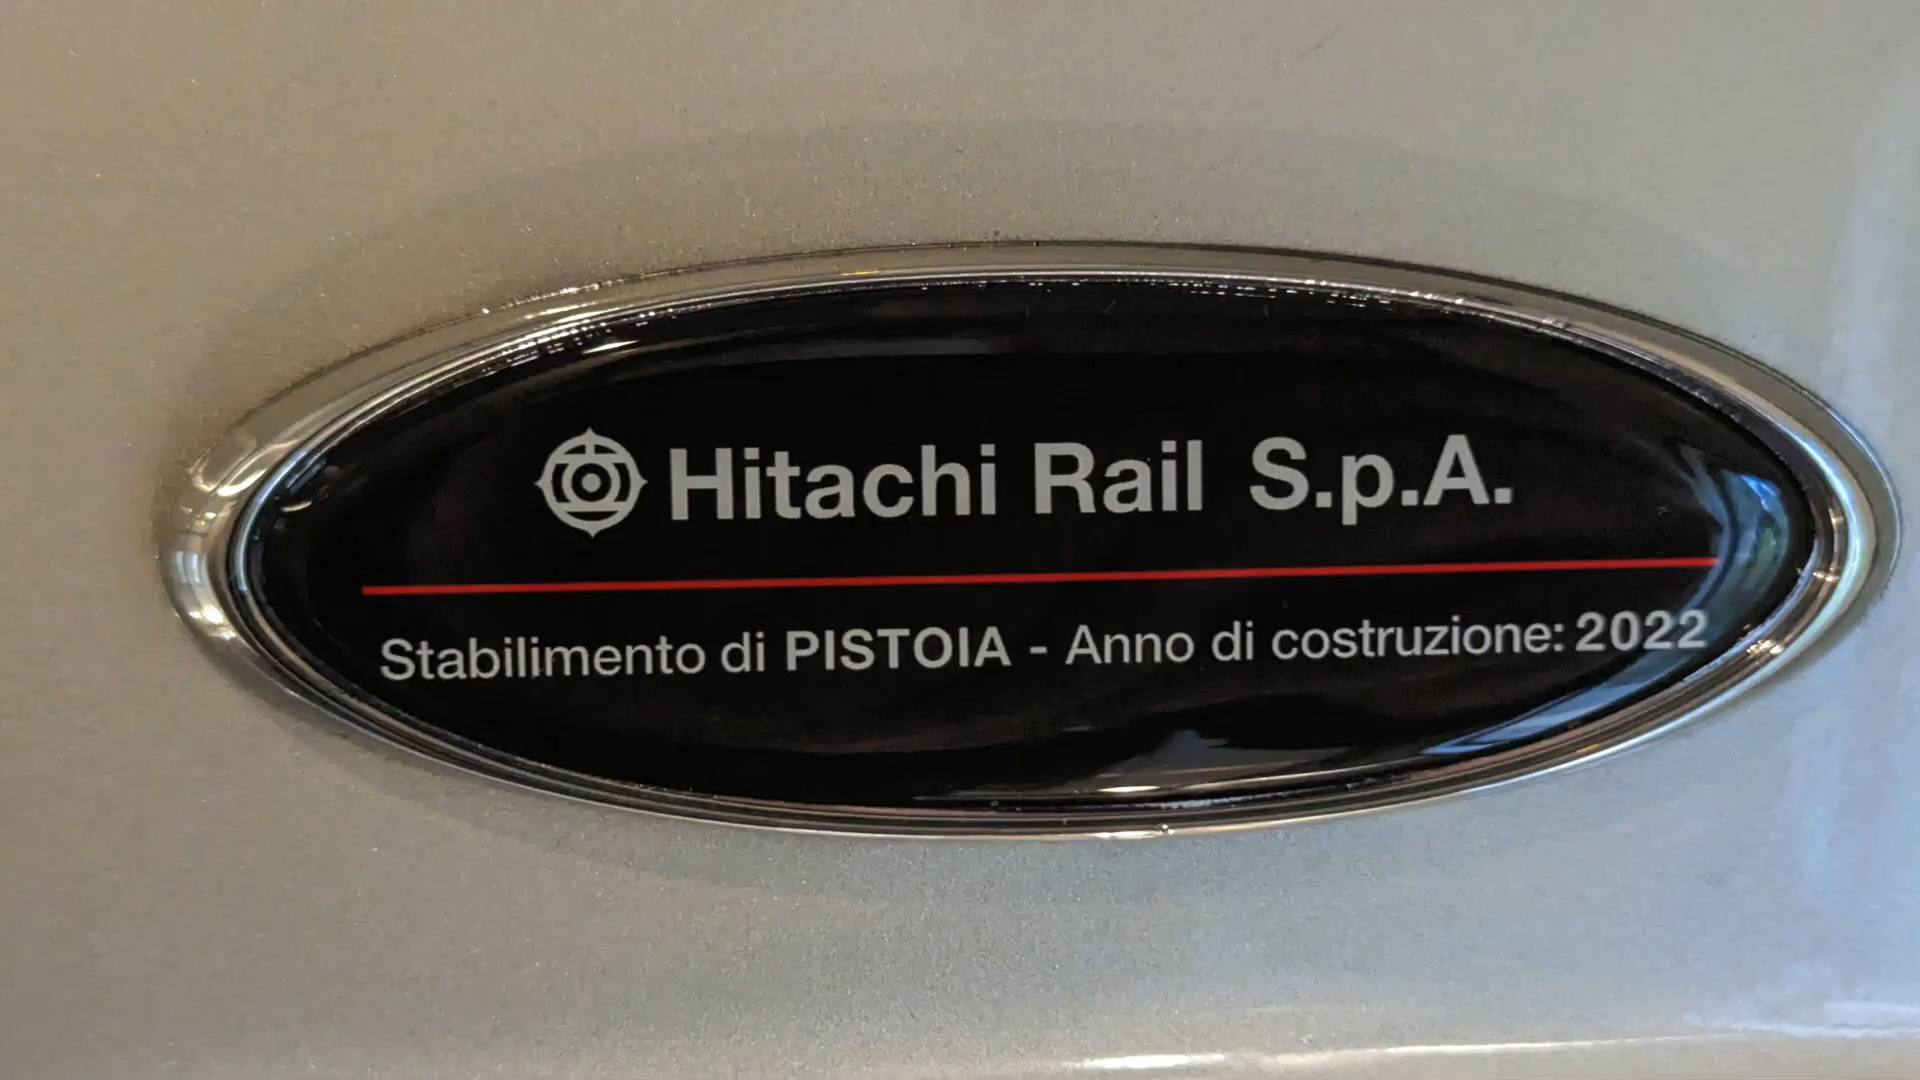 Hitachi Rail S.p.A.
Stabilimento di PISTOIA - Anno di costruzione: 2022